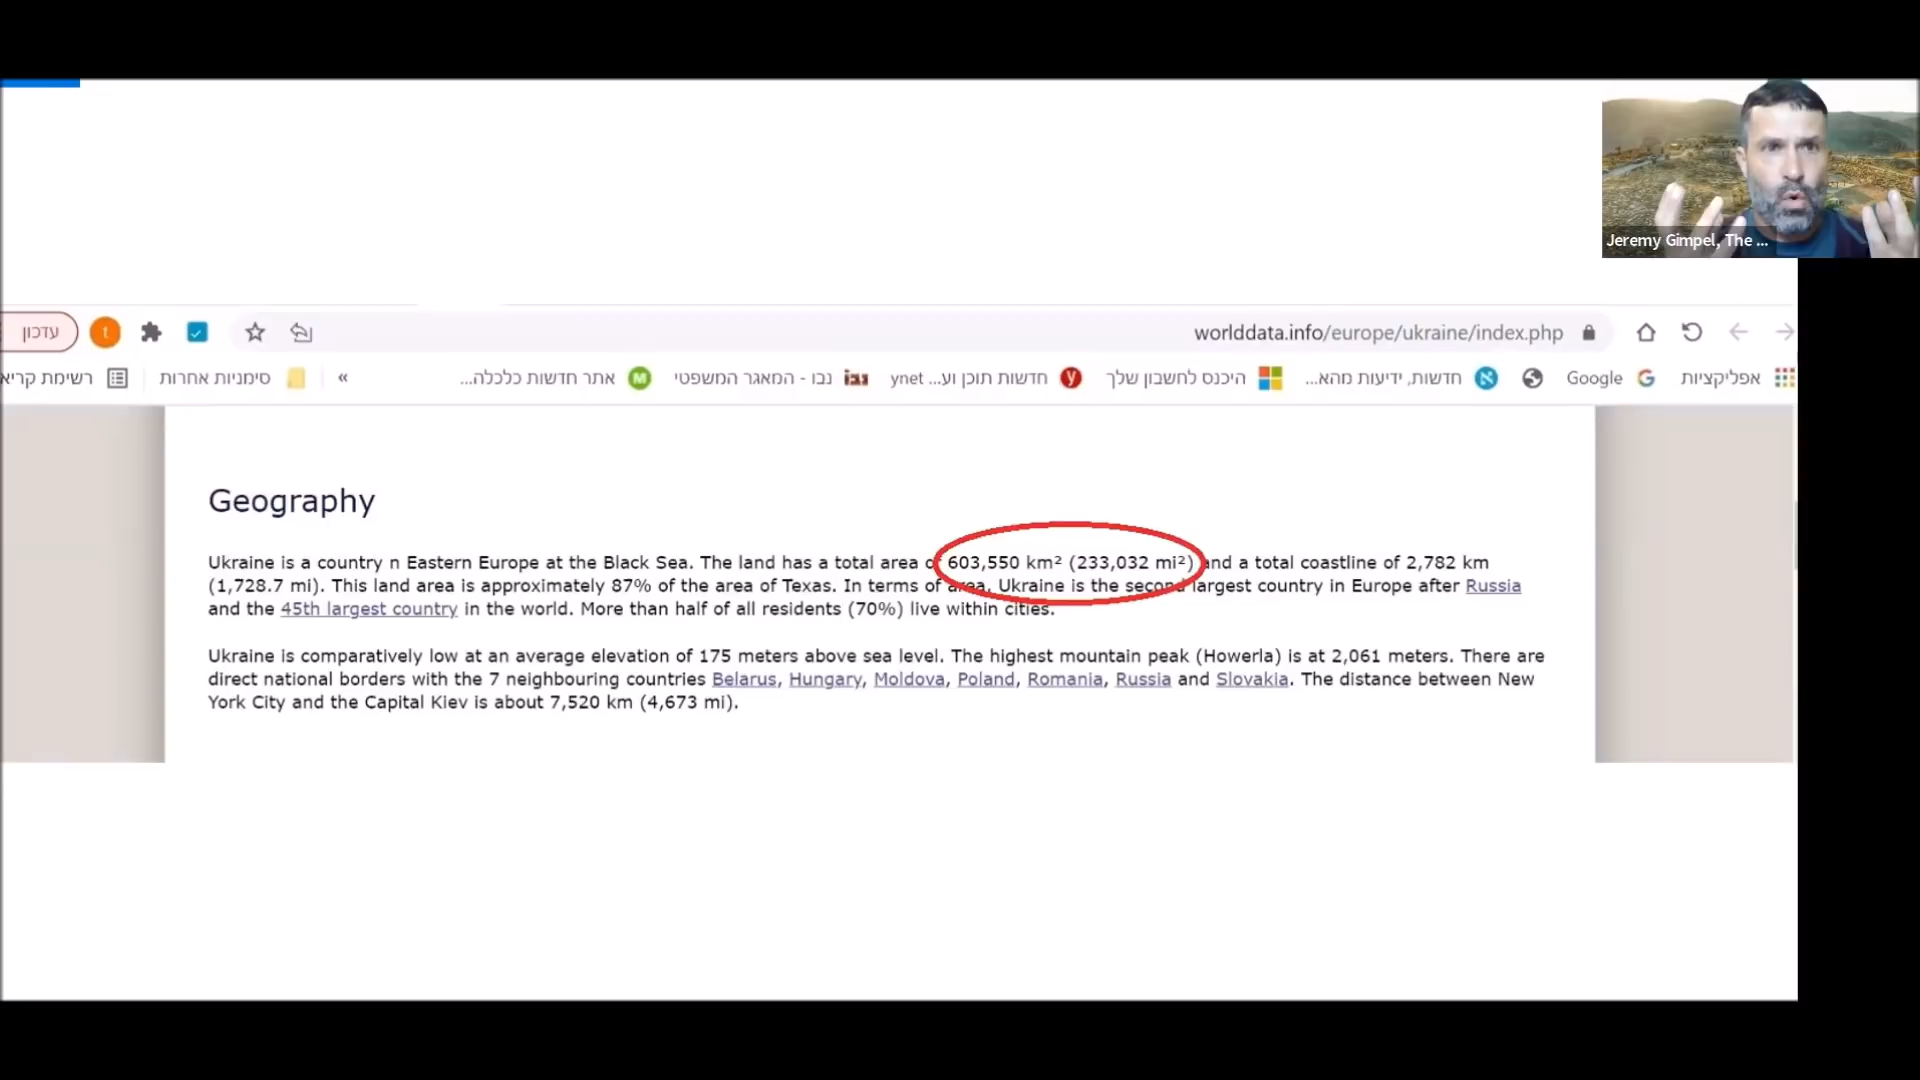 Jeremy Gimpel, The ...
עדכון
t
worlddata.info/europe/ukraine/index.php
אפליקציות
Google
חדשות, ידיעות מהא...
היכנס לחשבון שלך
חדשות תוכן וע... ynet
נבו - המאגר המשפטי
אתר חדשות כלכלה...
«
סימניות אחרות
רשימת קריא
Geography
Ukraine is a country n Eastern Europe at the Black Sea. The land has a total area of 603,550 km² (233,032 mi²) and a total coastline of 2,782 km
(1,728.7 mi). This land area is approximately 87% of the area of Texas. In terms of area, Ukraine is the second largest country in Europe after Russia
and the 45th largest country in the world. More than half of all residents (70%) live within cities.
Ukraine is comparatively low at an average elevation of 175 meters above sea level. The highest mountain peak (Howerla) is at 2,061 meters. There are
direct national borders with the 7 neighbouring countries Belarus, Hungary, Moldova, Poland, Romania, Russia and Slovakia. The distance between New
York City and the Capital Kiev is about 7,520 km (4,673 mi).